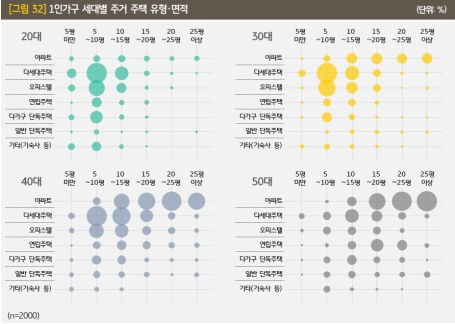 [그림 32] 1인가구 세대별 주거 주택 유형·면적 (단위: %)
20대
5평 미만 5 ~10평 10 ~15평 15 ~20평 20 ~25평 25평 이상
아파트
다세대주택
오피스텔
연립주택
다가구 단독주택
일반 단독주택
기타(기숙사 등)
30대
5평 미만 5 ~10평 10 ~15평 15 ~20평 20 ~25평 25평 이상
아파트
다세대주택
오피스텔
연립주택
다가구 단독주택
일반 단독주택
기타(기숙사 등)
40대
5평 미만 5 ~10평 10 ~15평 15 ~20평 20 ~25평 25평 이상
아파트
다세대주택
오피스텔
연립주택
다가구 단독주택
일반 단독주택
기타(기숙사 등)
50대
5평 미만 5 ~10평 10 ~15평 15 ~20평 20 ~25평 25평 이상
아파트
다세대주택
오피스텔
연립주택
다가구 단독주택
일반 단독주택
기타(기숙사 등)
(n=2000)